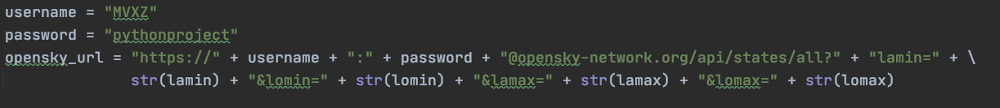 username = "MVXZ"
password = "pythonproject"
opensky_url = "https://" + username + ":" + password + "@opensky-network.org/api/states/all?" + "lamin=" + \
str(lamin) + "&lomin=" + str(lomin) + "&lamax=" + str(lamax) + "&lomax=" + str(lomax)